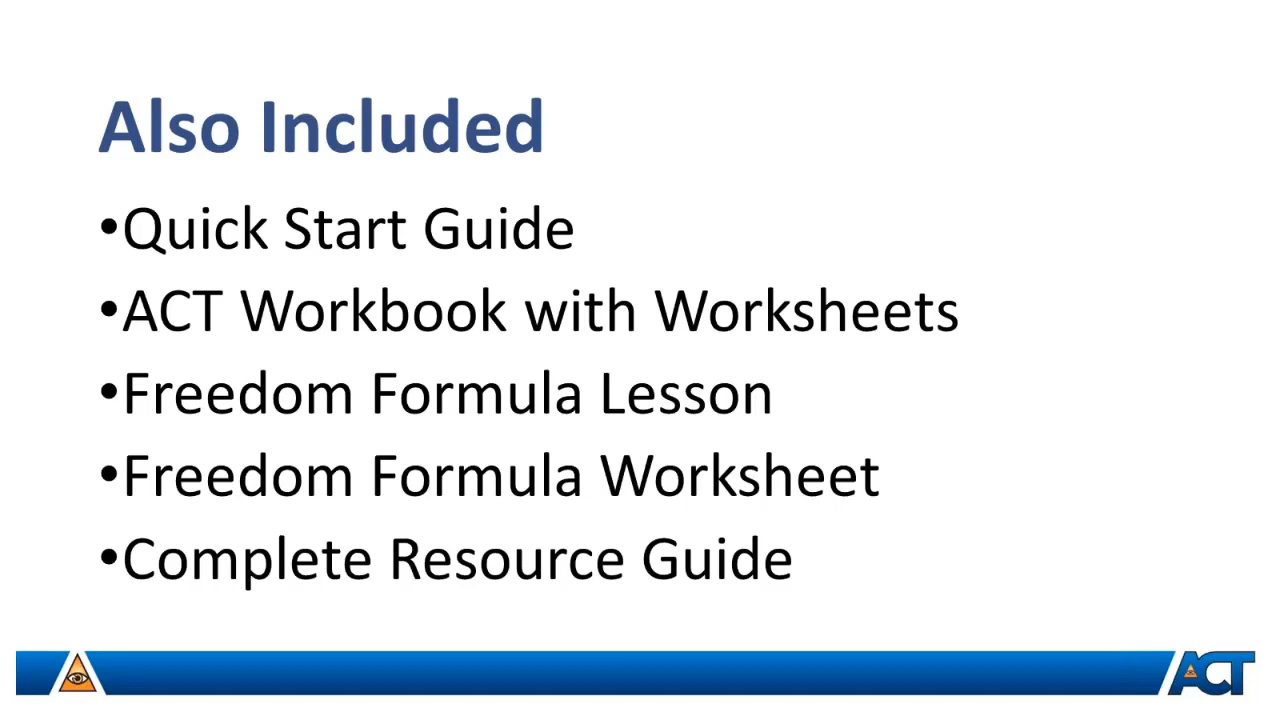 Also Included
•Quick Start Guide
•ACT Workbook with Worksheets
•Freedom Formula Lesson
•Freedom Formula Worksheet
•Complete Resource Guide
ACT